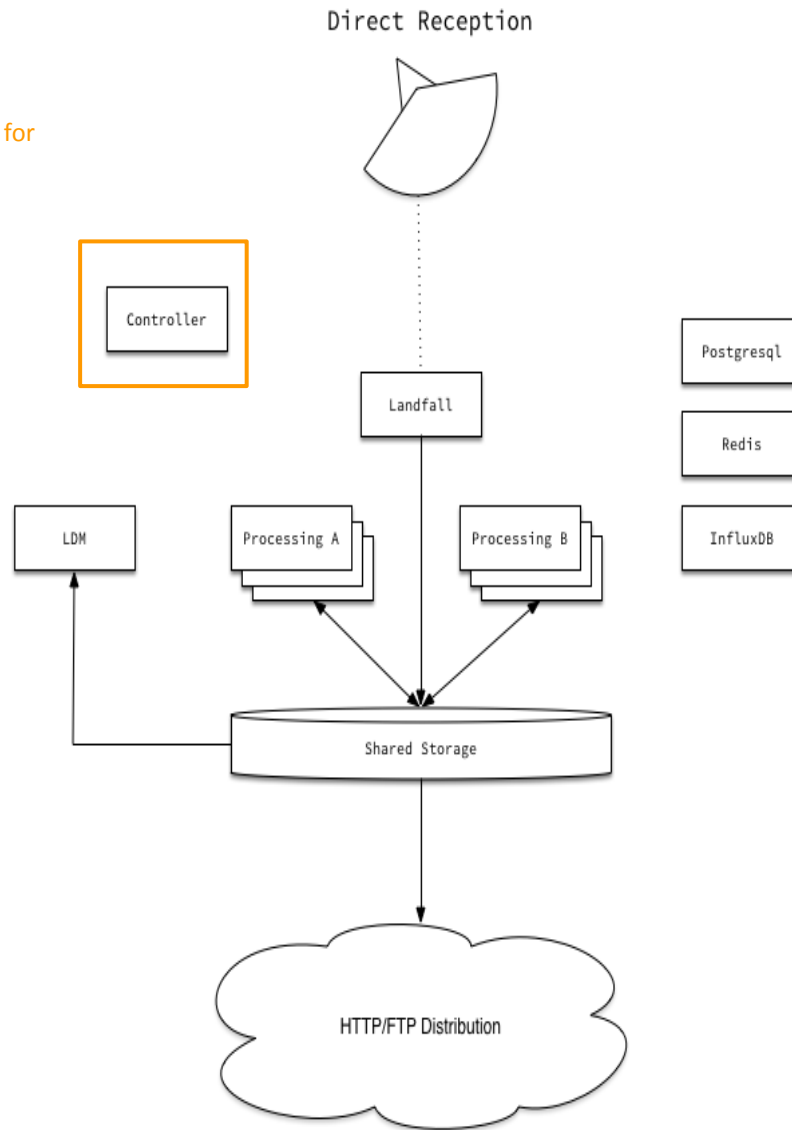 Direct Reception
for
Controller
Postgresql
Landfall
Redis
LDM
Processing A
Processing B
InfluxDB
Shared Storage
HTTP/FTP Distribution